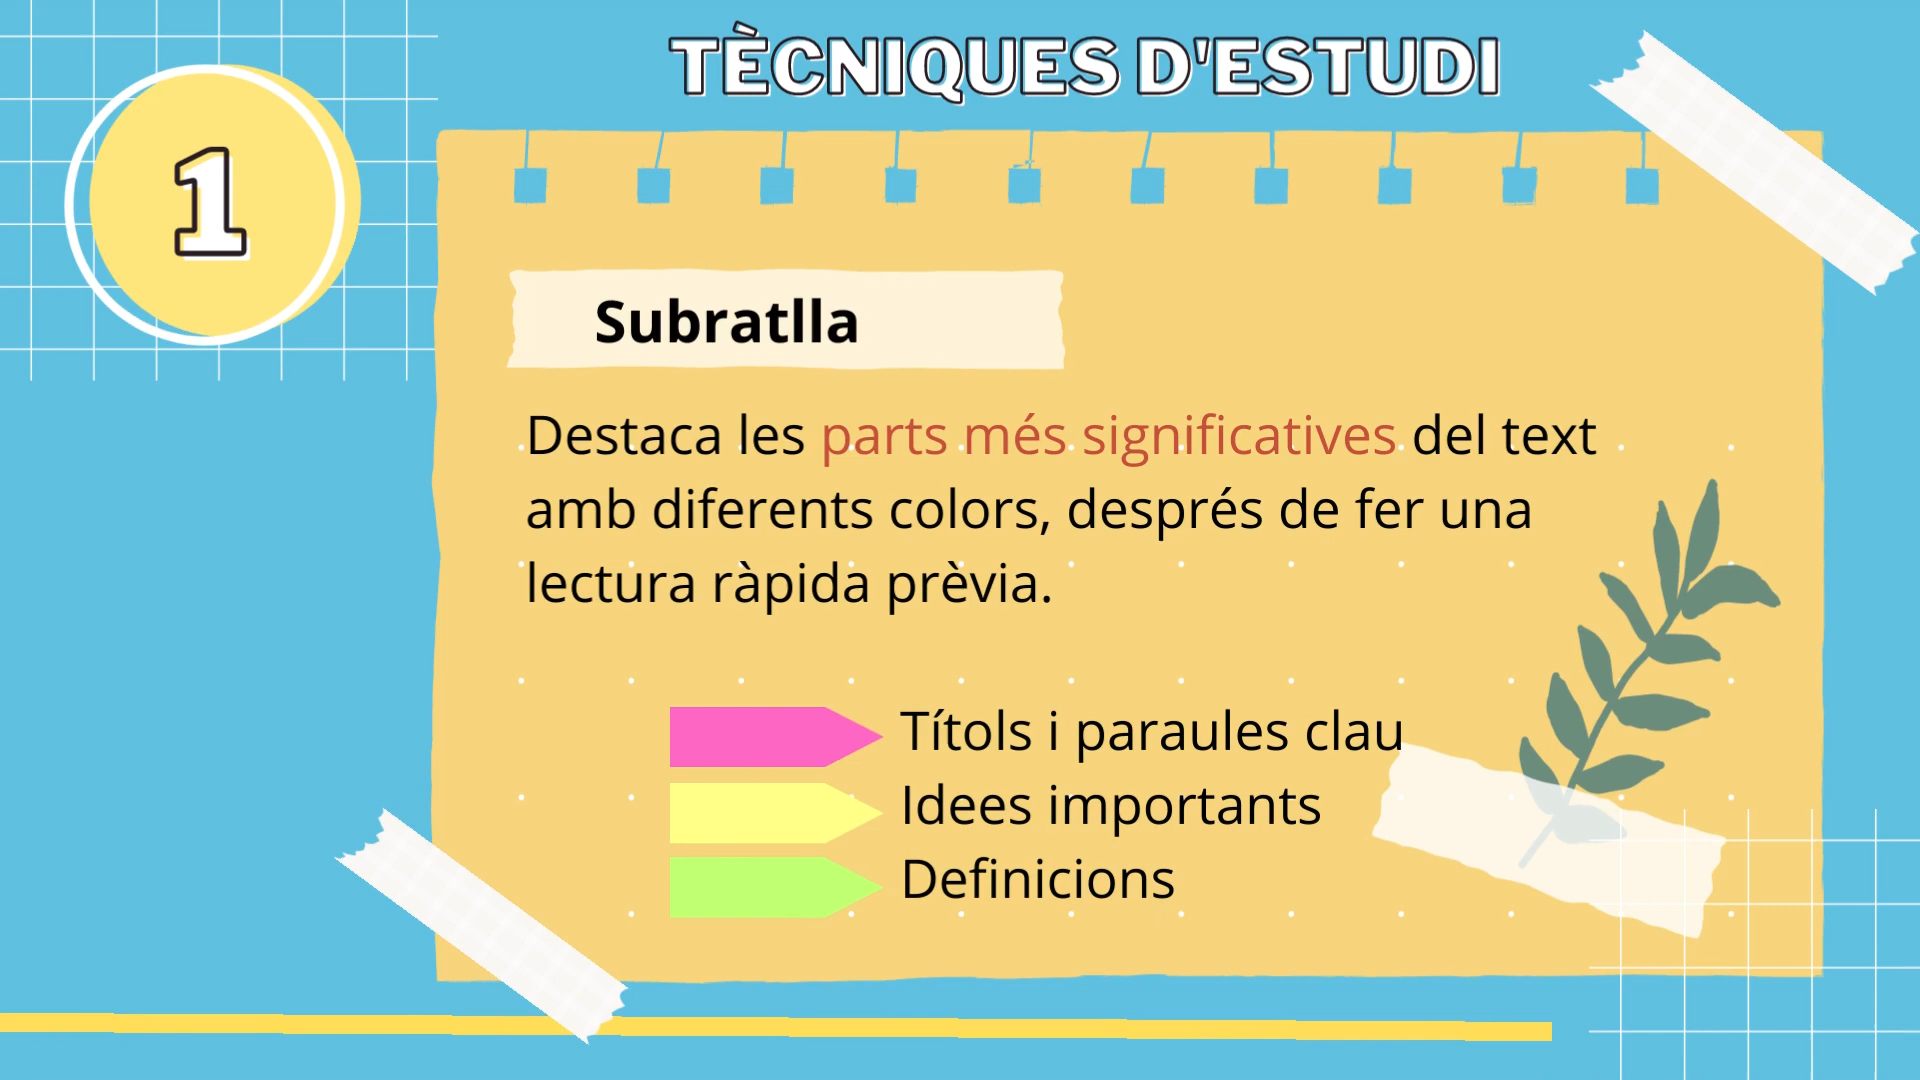 TÈCNIQUES D'ESTUDI
1
Subratlla
Destaca les parts més significatives del text
amb diferents colors, després de fer una
lectura ràpida prèvia.
Títols i paraules clau
Idees importants
Definicions